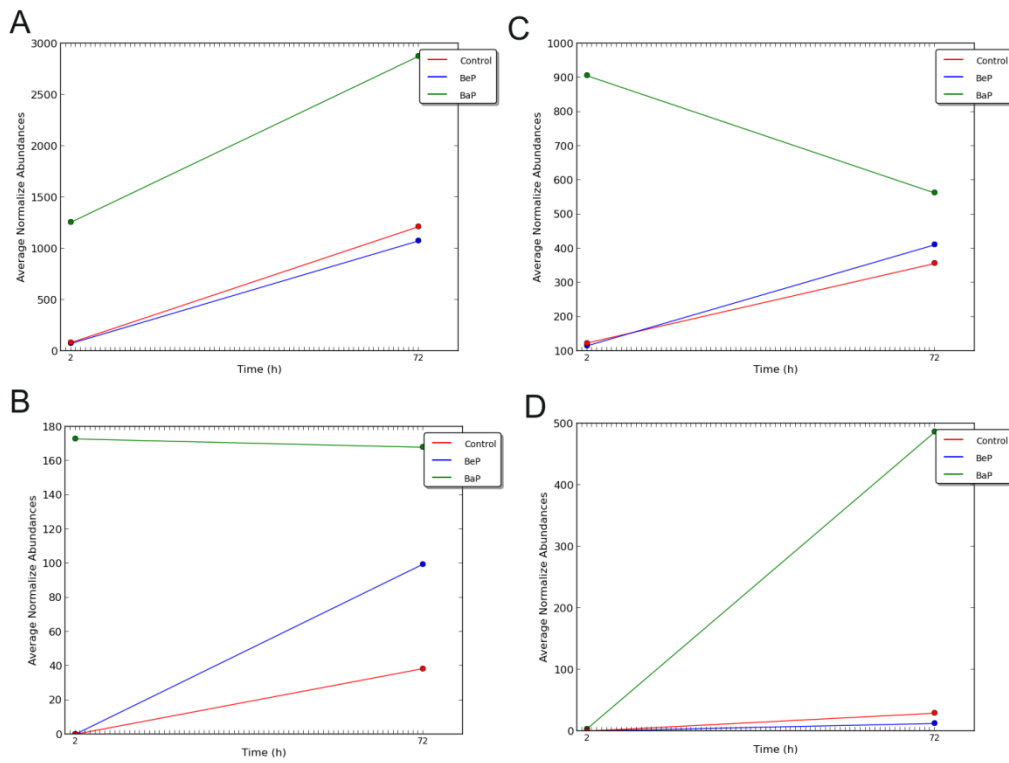 A
3000
2500
2000
1500
1000
500
0
Average Normalize Abundances
2
72
Time (h)
Control
BeP
BaP
C
1000
900
800
700
600
500
400
300
200
100
Average Normalize Abundances
2
72
Time (h)
Control
BeP
BaP
B
180
160
140
120
100
80
60
40
20
0
Average Normalize Abundances
2
72
Time (h)
Control
BeP
BaP
D
500
400
300
200
100
0
Average Normalize Abundances
2
72
Time (h)
Control
BeP
BaP